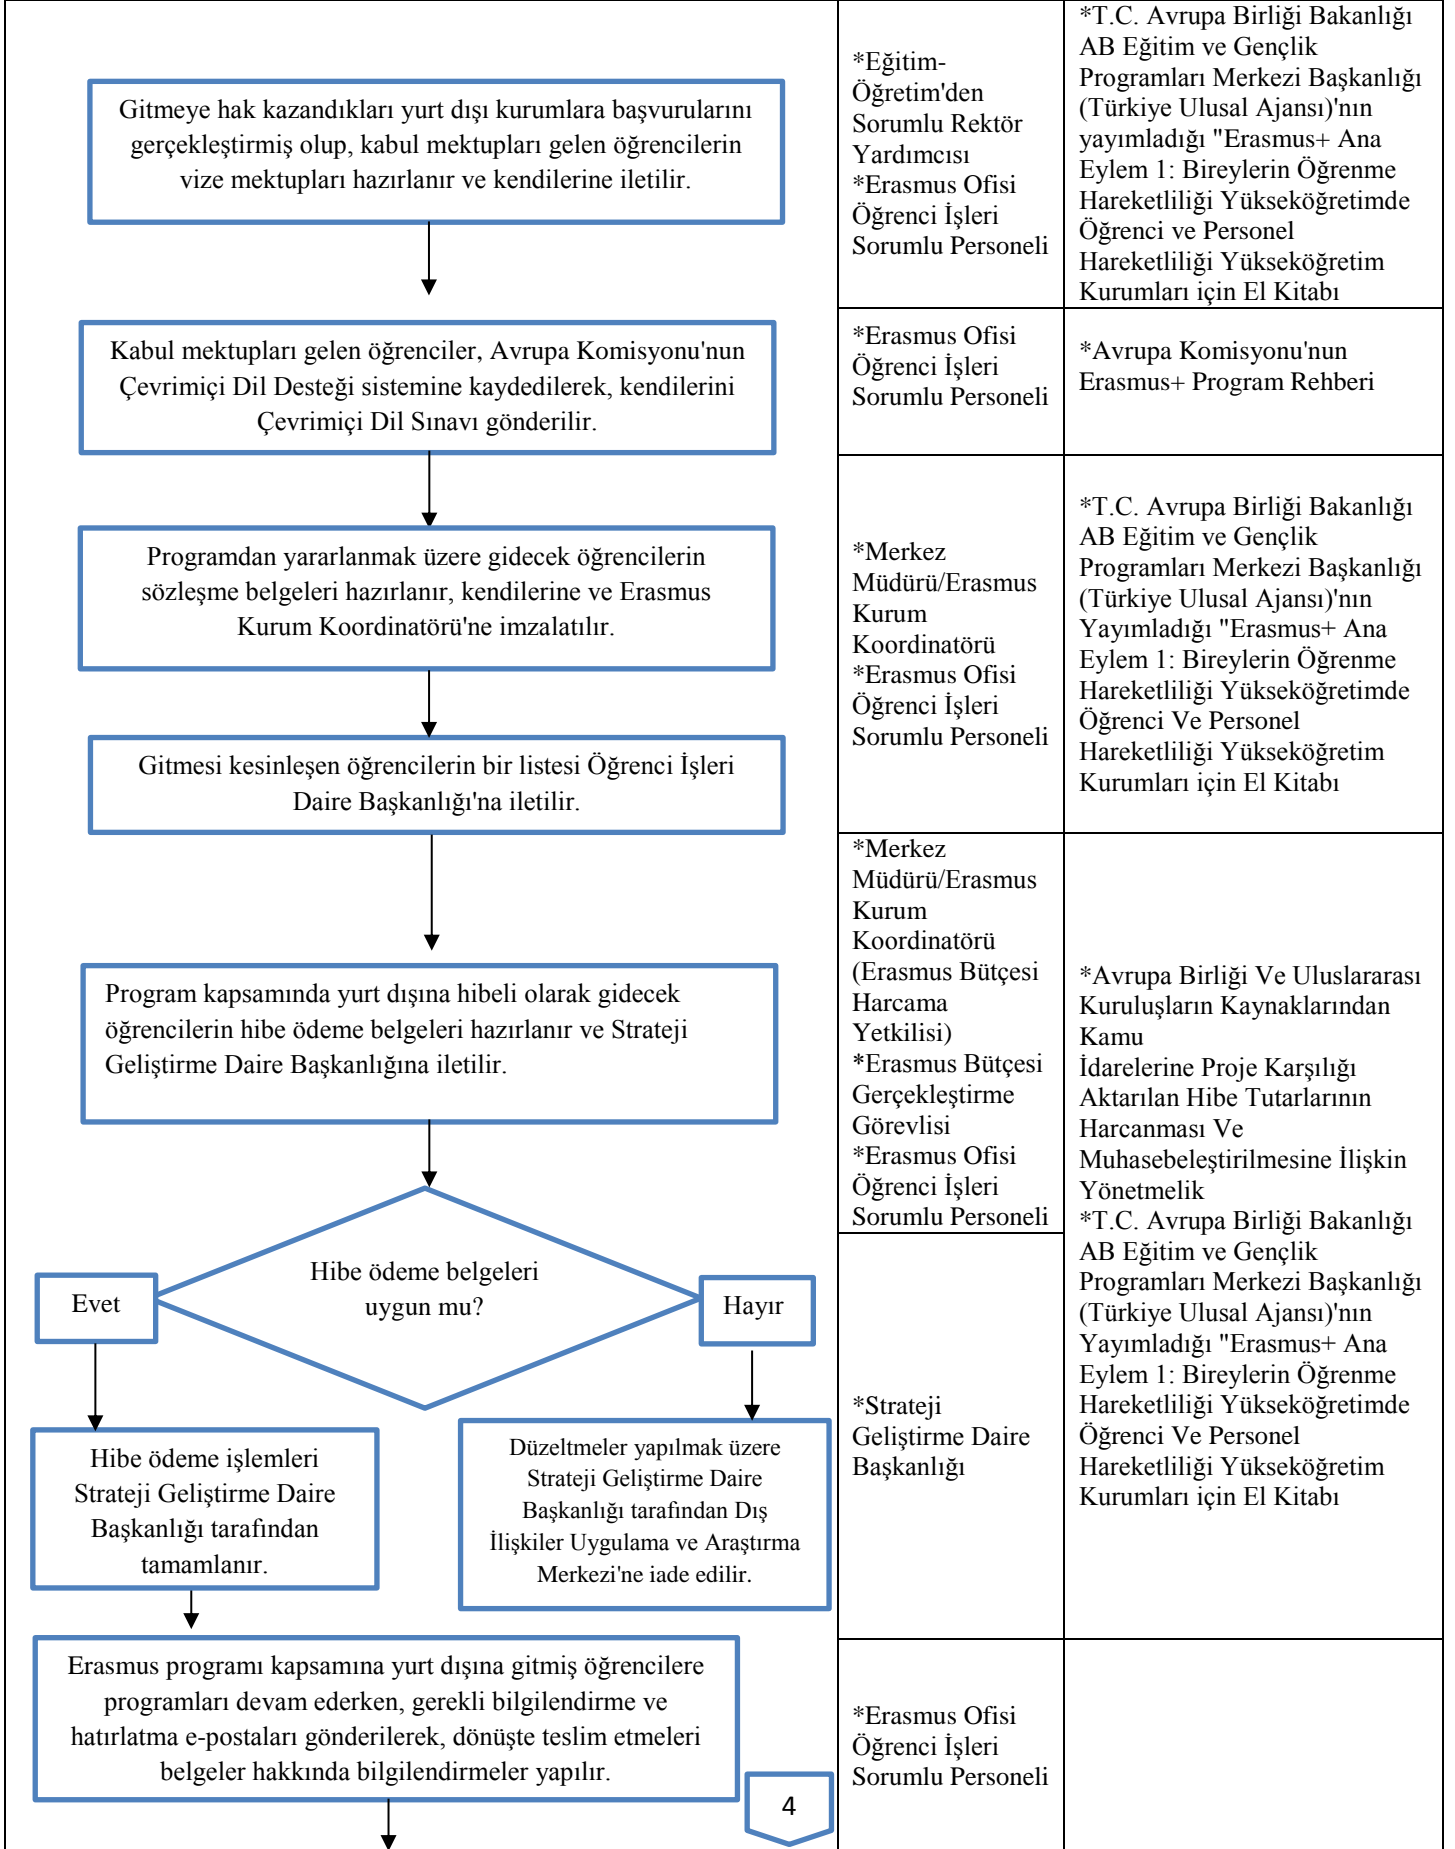 Gitmeye hak kazandıkları yurt dışı kurumlara başvurularını
gerçekleştirmiş olup, kabul mektupları gelen öğrencilerin
vize mektupları hazırlanır ve kendilerine iletilir.
*Eğitim-
Öğretim'den
Sorumlu Rektör
Yardımcısı
*Erasmus Ofisi
Öğrenci İşleri
Sorumlu Personeli
*T.C. Avrupa Birliği Bakanlığı
AB Eğitim ve Gençlik
Programları Merkezi Başkanlığı
(Türkiye Ulusal Ajansı)'nın
yayımladığı "Erasmus+ Ana
Eylem 1: Bireylerin Öğrenme
Hareketliliği Yükseköğretimde
Öğrenci ve Personel
Hareketliliği Yükseköğretim
Kurumları için El Kitabı
Kabul mektupları gelen öğrenciler, Avrupa Komisyonu'nun
Çevrimiçi Dil Desteği sistemine kaydedilerek, kendilerini
Çevrimiçi Dil Sınavı gönderilir.
*Erasmus Ofisi
Öğrenci İşleri
Sorumlu Personeli
*Avrupa Komisyonu'nun
Erasmus+ Program Rehberi
Programdan yararlanmak üzere gidecek öğrencilerin
sözleşme belgeleri hazırlanır, kendilerine ve Erasmus
Kurum Koordinatörü'ne imzalatılır.
Gitmesi kesinleşen öğrencilerin bir listesi Öğrenci İşleri
Daire Başkanlığı'na iletilir.
*Merkez
Müdürü/Erasmus
Kurum
Koordinatörü
*Erasmus Ofisi
Öğrenci İşleri
Sorumlu Personeli
*T.C. Avrupa Birliği Bakanlığı
AB Eğitim ve Gençlik
Programları Merkezi Başkanlığı
(Türkiye Ulusal Ajansı)'nın
Yayımladığı "Erasmus+ Ana
Eylem 1: Bireylerin Öğrenme
Hareketliliği Yükseköğretimde
Öğrenci Ve Personel
Hareketliliği Yükseköğretim
Kurumları için El Kitabı
Program kapsamında yurt dışına hibeli olarak gidecek
öğrencilerin hibe ödeme belgeleri hazırlanır ve Strateji
Geliştirme Daire Başkanlığına iletilir.
*Merkez
Müdürü/Erasmus
Kurum
Koordinatörü
(Erasmus Bütçesi
Harcama
Yetkilisi)
*Erasmus Bütçesi
Gerçekleştirme
Görevlisi
*Erasmus Ofisi
Öğrenci İşleri
Sorumlu Personeli
*Avrupa Birliği Ve Uluslararası
Kuruluşların Kaynaklarından
Kamu
İdarelerine Proje Karşılığı
Aktarılan Hibe Tutarlarının
Harcanması Ve
Muhasebeleştirilmesine İlişkin
Yönetmelik
*T.C. Avrupa Birliği Bakanlığı
AB Eğitim ve Gençlik
Programları Merkezi Başkanlığı
(Türkiye Ulusal Ajansı)'nın
Yayımladığı "Erasmus+ Ana
Eylem 1: Bireylerin Öğrenme
Hareketliliği Yükseköğretimde
Öğrenci Ve Personel
Hareketliliği Yükseköğretim
Kurumları için El Kitabı
Hibe ödeme belgeleri
uygun mu?
Evet
Hayır
Hibe ödeme işlemleri
Strateji Geliştirme Daire
Başkanlığı tarafından
tamamlanır.
Düzeltmeler yapılmak üzere
Strateji Geliştirme Daire
Başkanlığı tarafından Dış
İlişkiler Uygulama ve Araştırma
Merkezi'ne iade edilir.
*Strateji
Geliştirme Daire
Başkanlığı
Erasmus programı kapsamına yurt dışına gitmiş öğrencilere
programları devam ederken, gerekli bilgilendirme ve
hatırlatma e-postaları gönderilerek, dönüşte teslim etmeleri
belgeler hakkında bilgilendirmeler yapılır.
*Erasmus Ofisi
Öğrenci İşleri
Sorumlu Personeli
4